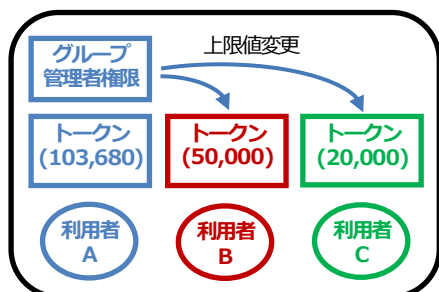 グループ
管理者権限
上限値変更
トークン
(103,680)
トークン
(50,000)
トークン
(20,000)
利用者
A
利用者
B
利用者
C